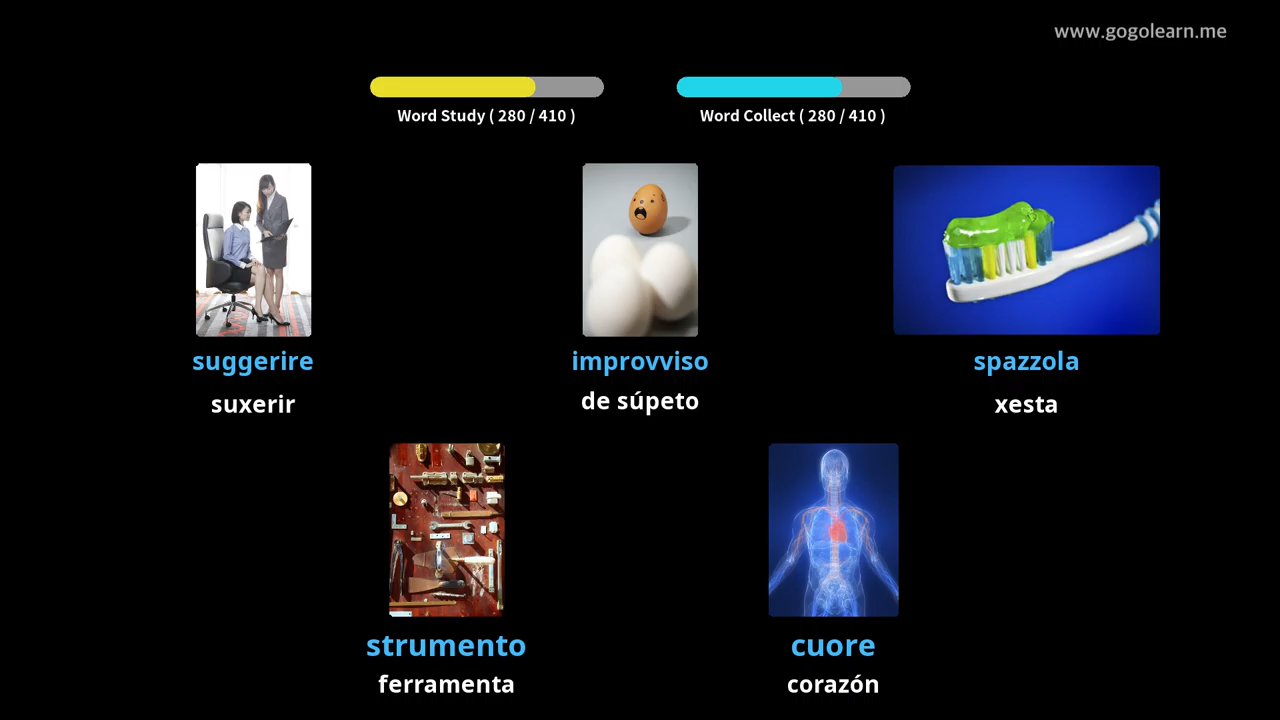 www.gogolearn.me
Word Study ( 280 / 410 )
Word Collect ( 280 / 410 )
suggerire
improvviso
spazzola
suxerir
de súpeto
xesta
strumento
cuore
ferramenta
corazón